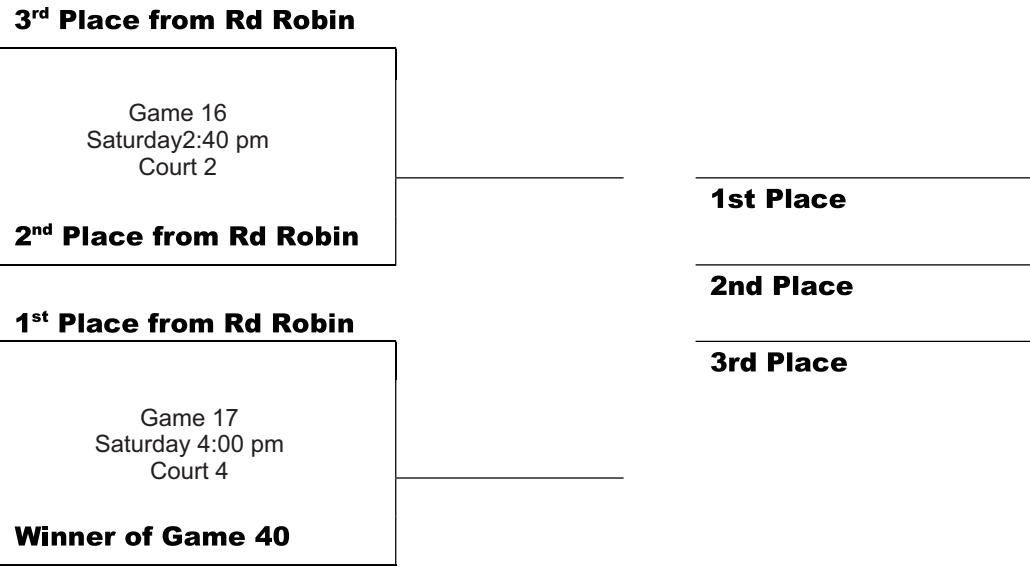 3rd Place from Rd Robin
Game 16
Saturday2:40 pm
Court 2
2nd Place from Rd Robin
1st Place from Rd Robin
Game 17
Saturday 4:00 pm
Court 4
Winner of Game 40
1st Place
2nd Place
3rd Place